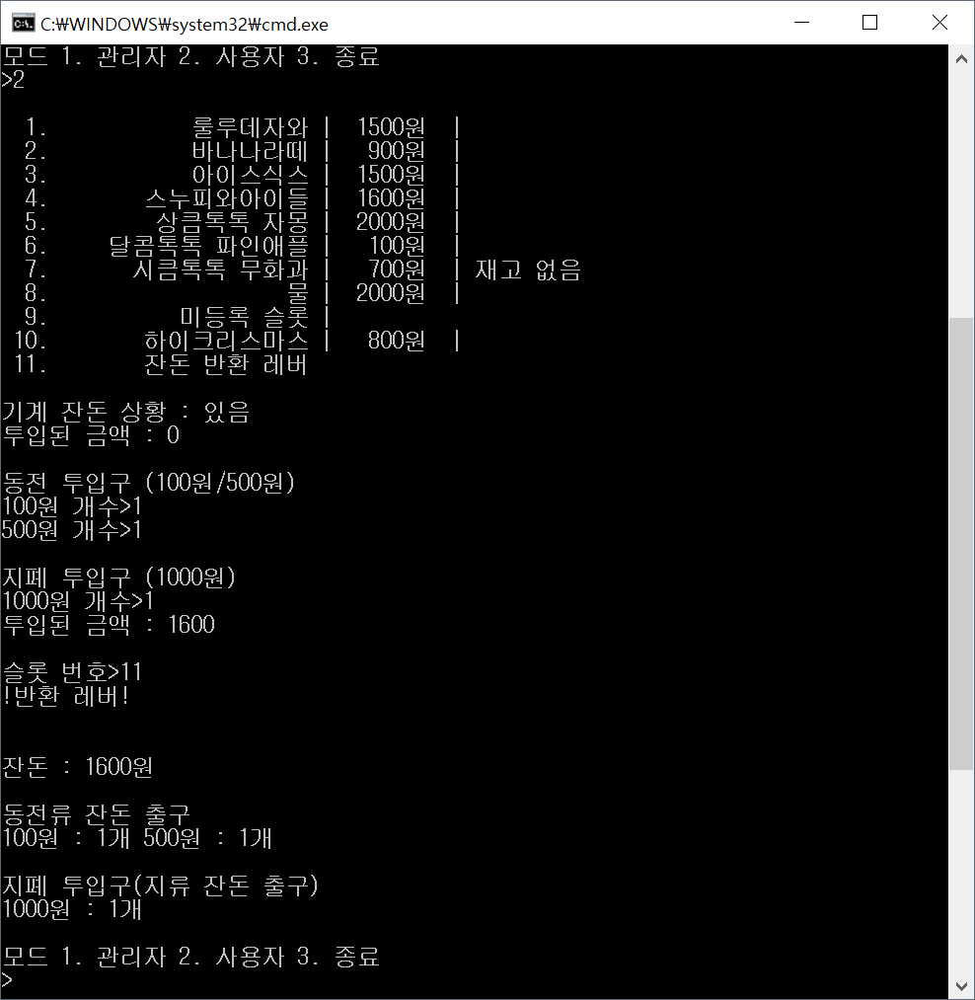 C:₩WINDOWS₩system32₩cmd.exe
모드 1. 관리자 2. 사용자 3. 종료
>2
1. 룰루데자와 | 1500원 |
2. 바나나라떼 | 900원 |
3. 아이스식스 | 1500원 |
4. 스누피와아이들 | 1600원 |
5. 상큼톡톡 자몽 | 2000원 |
6. 달콤톡톡 파인애플 | 100원 |
7. 시큼톡톡 무화과 | 700원 | 재고 없음
8. 물 | 2000원 |
9. 미등록 슬롯 |
10. 하이크리스마스 | 800원 |
11. 잔돈 반환 레버
기계 잔돈 상황 : 있음
투입된 금액 : 0
동전 투입구 (100원/500원)
100원 개수>1
500원 개수>1
지폐 투입구 (1000원)
1000원 개수>1
투입된 금액 : 1600
슬롯 번호>11
!반환 레버!
잔돈 : 1600원
동전류 잔돈 출구
100원 : 1개 500원 : 1개
지폐 투입구(지류 잔돈 출구)
1000원 : 1개
모드 1. 관리자 2. 사용자 3. 종료
>